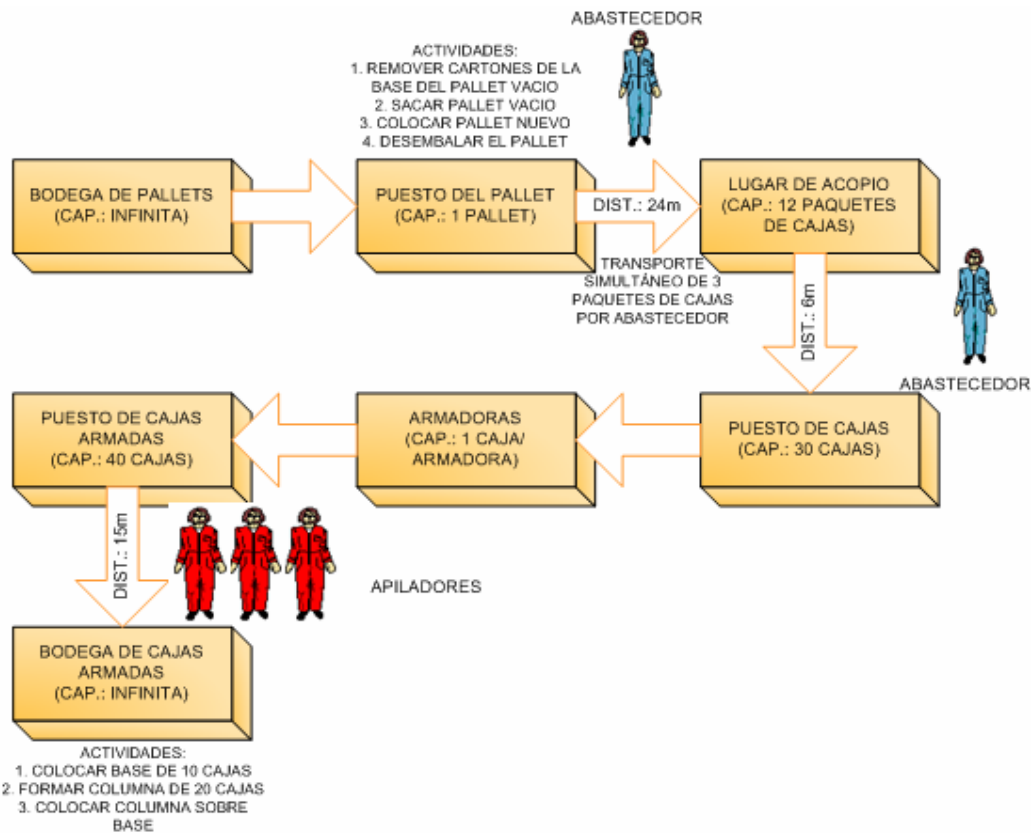 ABASTECEDOR
ACTIVIDADES:
1. REMOVER CARTONES DE LA
BASE DEL PALLET VACIO
2. SACAR PALLET VACIO
3. COLOCAR PALLET NUEVO
4. DESEMBALAR EL PALLET
BODEGA DE PALLETS
(CAP.: INFINITA)
PUESTO DEL PALLET
(CAP.: 1 PALLET)
DIST.: 24m
LUGAR DE ACOPIO
(CAP.: 12 PAQUETES
DE CAJAS)
TRANSPORTE
SIMULTÁNEO DE 3
PAQUETES DE CAJAS
POR ABASTECEDOR
DIST.: 6m
ABASTECEDOR
PUESTO DE CAJAS
ARMADAS
(CAP.: 40 CAJAS)
ARMADORAS
(CAP.: 1 CAJA/
ARMADORA)
PUESTO DE CAJAS
(CAP.: 30 CAJAS)
DIST.: 15m
APILADORES
BODEGA DE CAJAS
ARMADAS
(CAP.: INFINITA)
ACTIVIDADES:
1. COLOCAR BASE DE 10 CAJAS
2. FORMAR COLUMNA DE 20 CAJAS
3. COLOCAR COLUMNA SOBRE
BASE